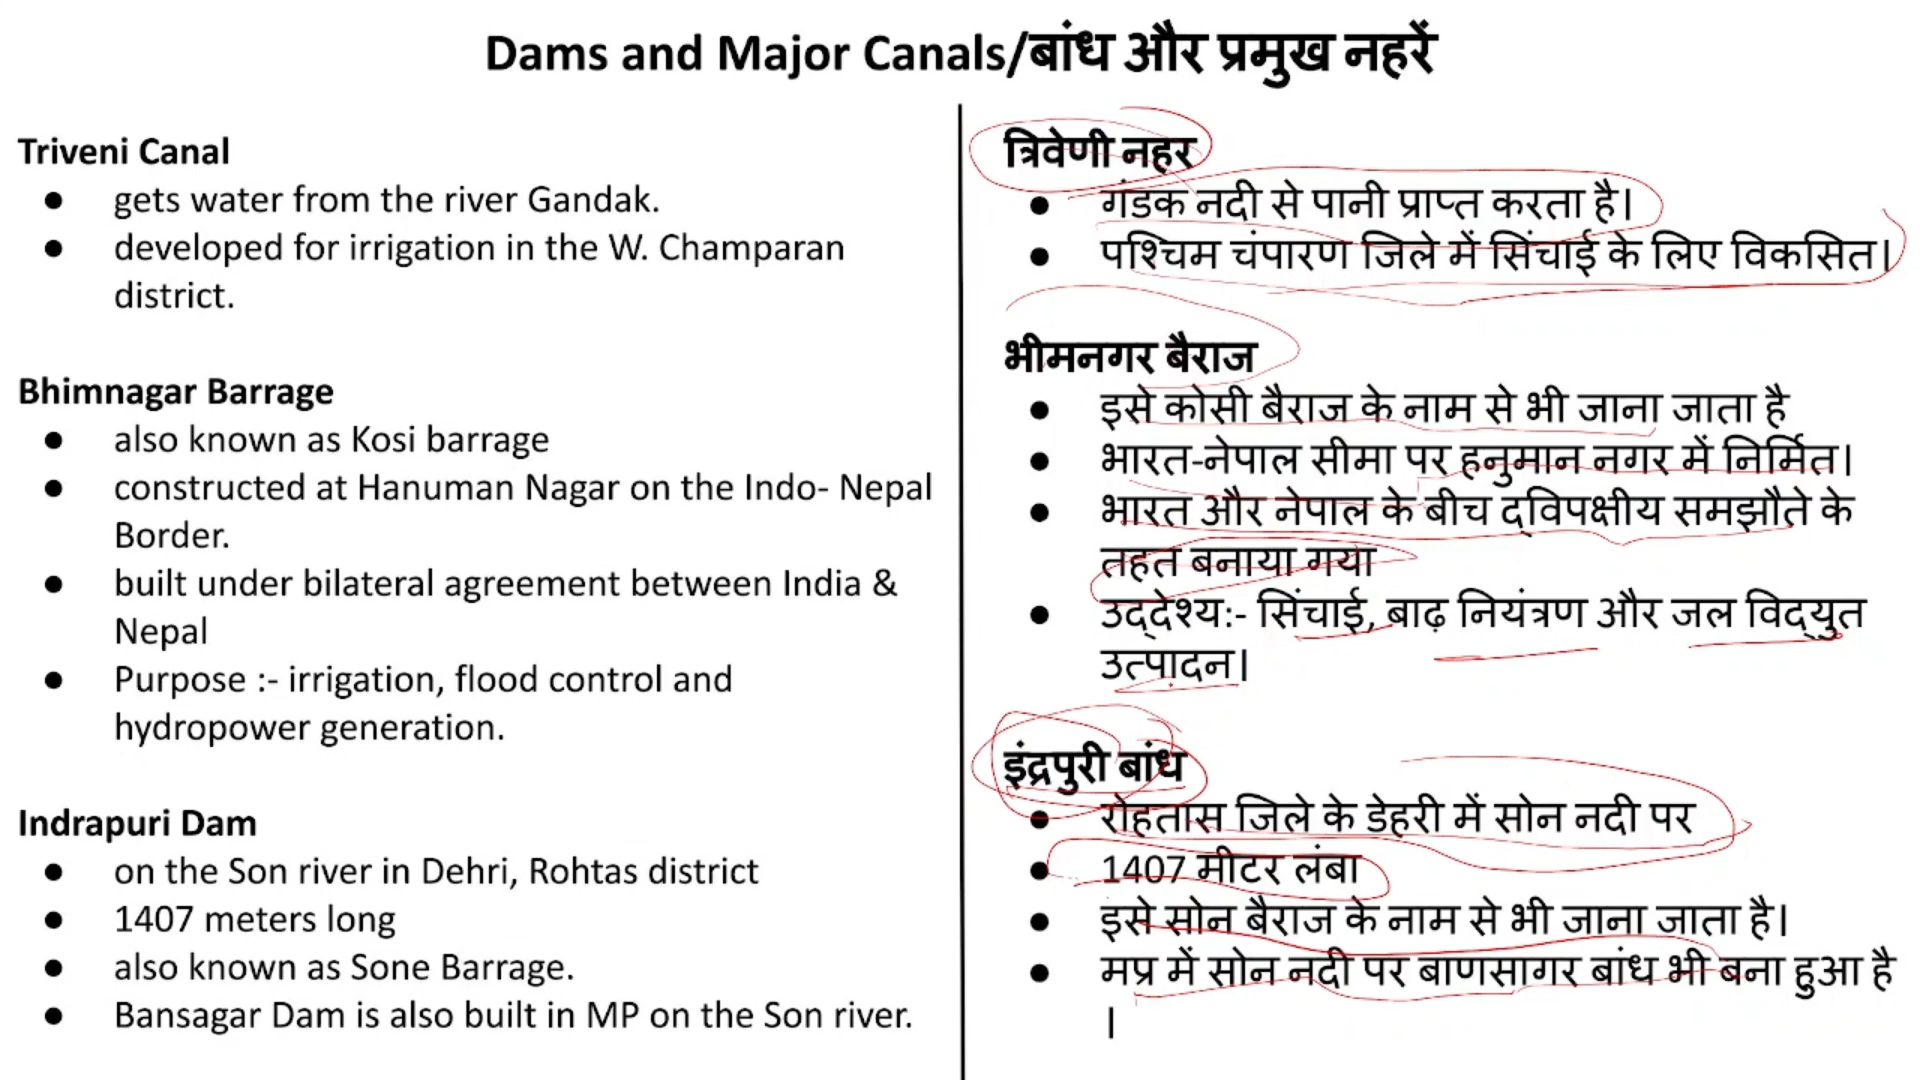 Dams and Major Canals/बांध और प्रमुख नहरें
Triveni Canal
● gets water from the river Gandak.
● developed for irrigation in the W. Champaran
district.
Bhimnagar Barrage
● also known as Kosi barrage
● constructed at Hanuman Nagar on the Indo- Nepal
Border.
● built under bilateral agreement between India &
Nepal
● Purpose :- irrigation, flood control and
hydropower generation.
Indrapuri Dam
● on the Son river in Dehri, Rohtas district
● 1407 meters long
● also known as Sone Barrage.
● Bansagar Dam is also built in MP on the Son river.
त्रिवेणी नहर
● गंडक नदी से पानी प्राप्त करता है।
● पश्चिम चंपारण जिले में सिंचाई के लिए विकसित।
भीमनगर बैराज
● इसे कोसी बैराज के नाम से भी जाना जाता है
● भारत-नेपाल सीमा पर हनुमान नगर में निर्मित।
● भारत और नेपाल के बीच द्विपक्षीय समझौते के
तहत बनाया गया
● उद्देश्य:- सिंचाई, बाढ़ नियंत्रण और जल विद्युत
उत्पादन।
इंद्रपुरी बांध
● रोहतास जिले के डेहरी में सोन नदी पर
● 1407 मीटर लंबा
● इसे सोन बैराज के नाम से भी जाना जाता है।
● मप्र में सोन नदी पर बाणसागर बांध भी बना हुआ है
।